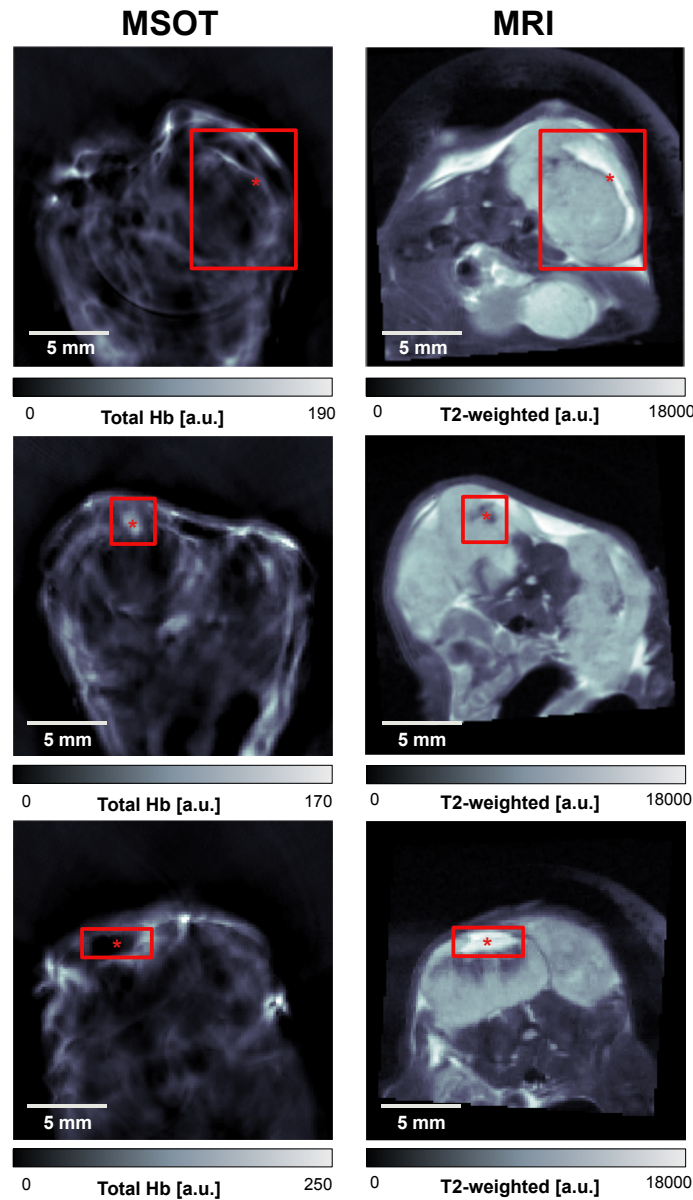 MSOT MRI
* *
5 mm 5 mm
0 Total Hb [a.u.] 190 0 T2-weighted [a.u.] 18000
* *
5 mm 5 mm
0 Total Hb [a.u.] 170 0 T2-weighted [a.u.] 18000
* *
5 mm 5 mm
0 Total Hb [a.u.] 250 0 T2-weighted [a.u.] 18000